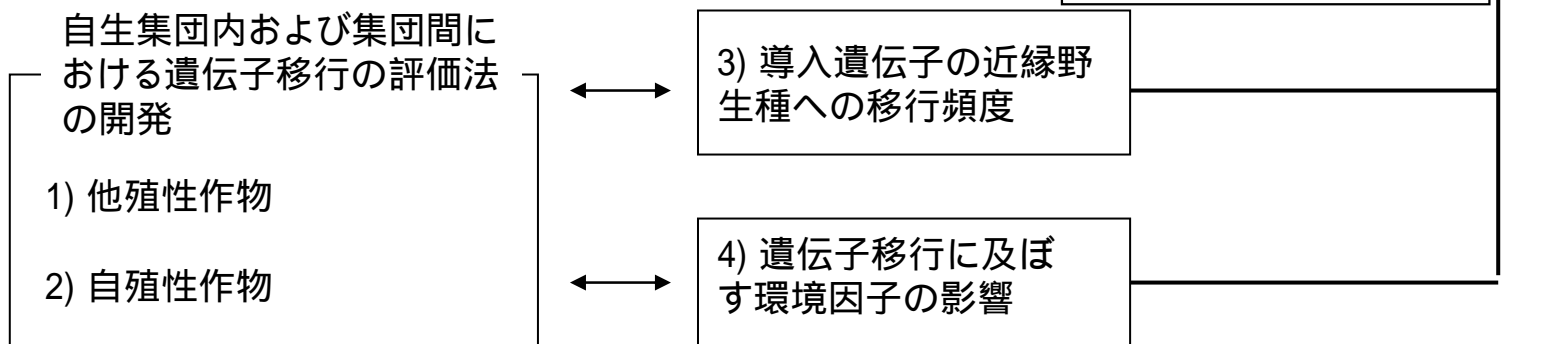 自生集団内および集団間に
おける遺伝子移行の評価法
の開発
1) 他殖性作物
2) 自殖性作物
3) 導入遺伝子の近縁野
生種への移行頻度
4) 遺伝子移行に及ぼ
す環境因子の影響